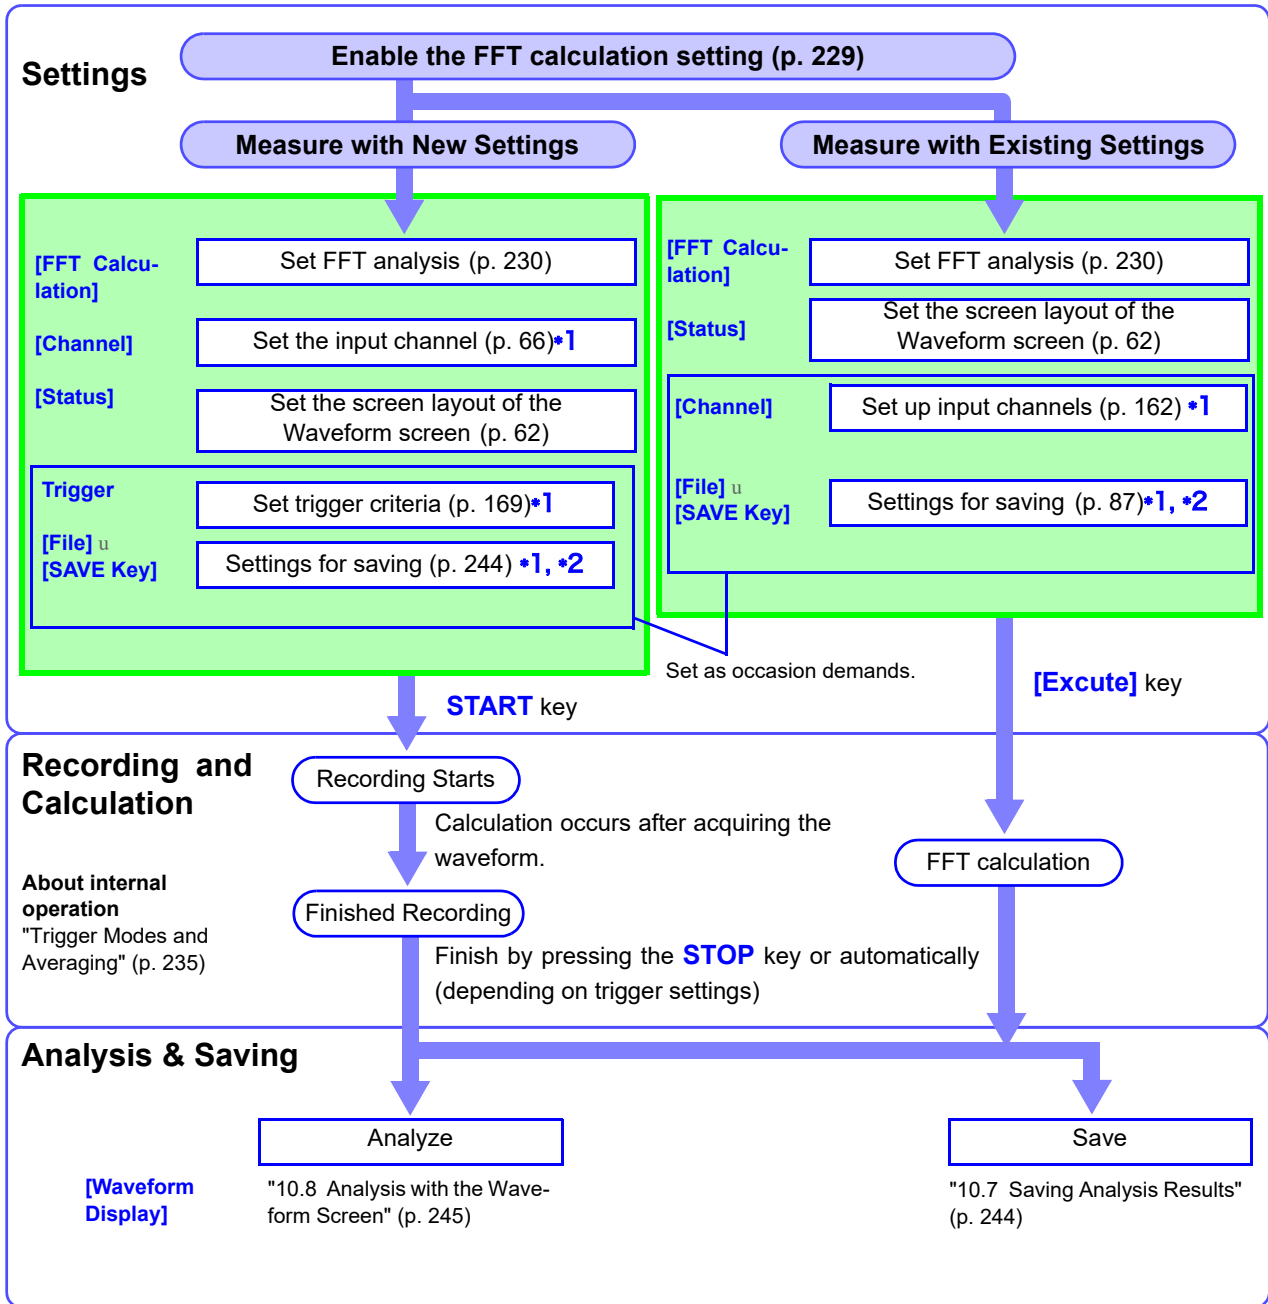 Settings
Enable the FFT calculation setting (p. 229)
Measure with New Settings
Measure with Existing Settings
[FFT Calcu-
lation]
Set FFT analysis (p. 230)
[Channel]
Set the input channel (p. 66)*1
[Status]
Set the screen layout of the
Waveform screen (p. 62)
Trigger
Set trigger criteria (p. 169)*1
[File] u
[SAVE Key]
Settings for saving (p. 244) *1, *2
[FFT Calcu-
lation]
Set FFT analysis (p. 230)
[Status]
Set the screen layout of the
Waveform screen (p. 62)
[Channel]
Set up input channels (p. 162) *1
[File] u
[SAVE Key]
Settings for saving (p. 87)*1, *2
Set as occasion demands.
START key
[Excute] key
Recording and
Calculation
Recording Starts
Calculation occurs after acquiring the
waveform.
FFT calculation
About internal
operation
"Trigger Modes and
Averaging" (p. 235)
Finished Recording
Finish by pressing the STOP key or automatically
(depending on trigger settings)
Analysis & Saving
Analyze
Save
[Waveform
Display]
"10.8 Analysis with the Wave-
form Screen" (p. 245)
"10.7 Saving Analysis Results"
(p. 244)